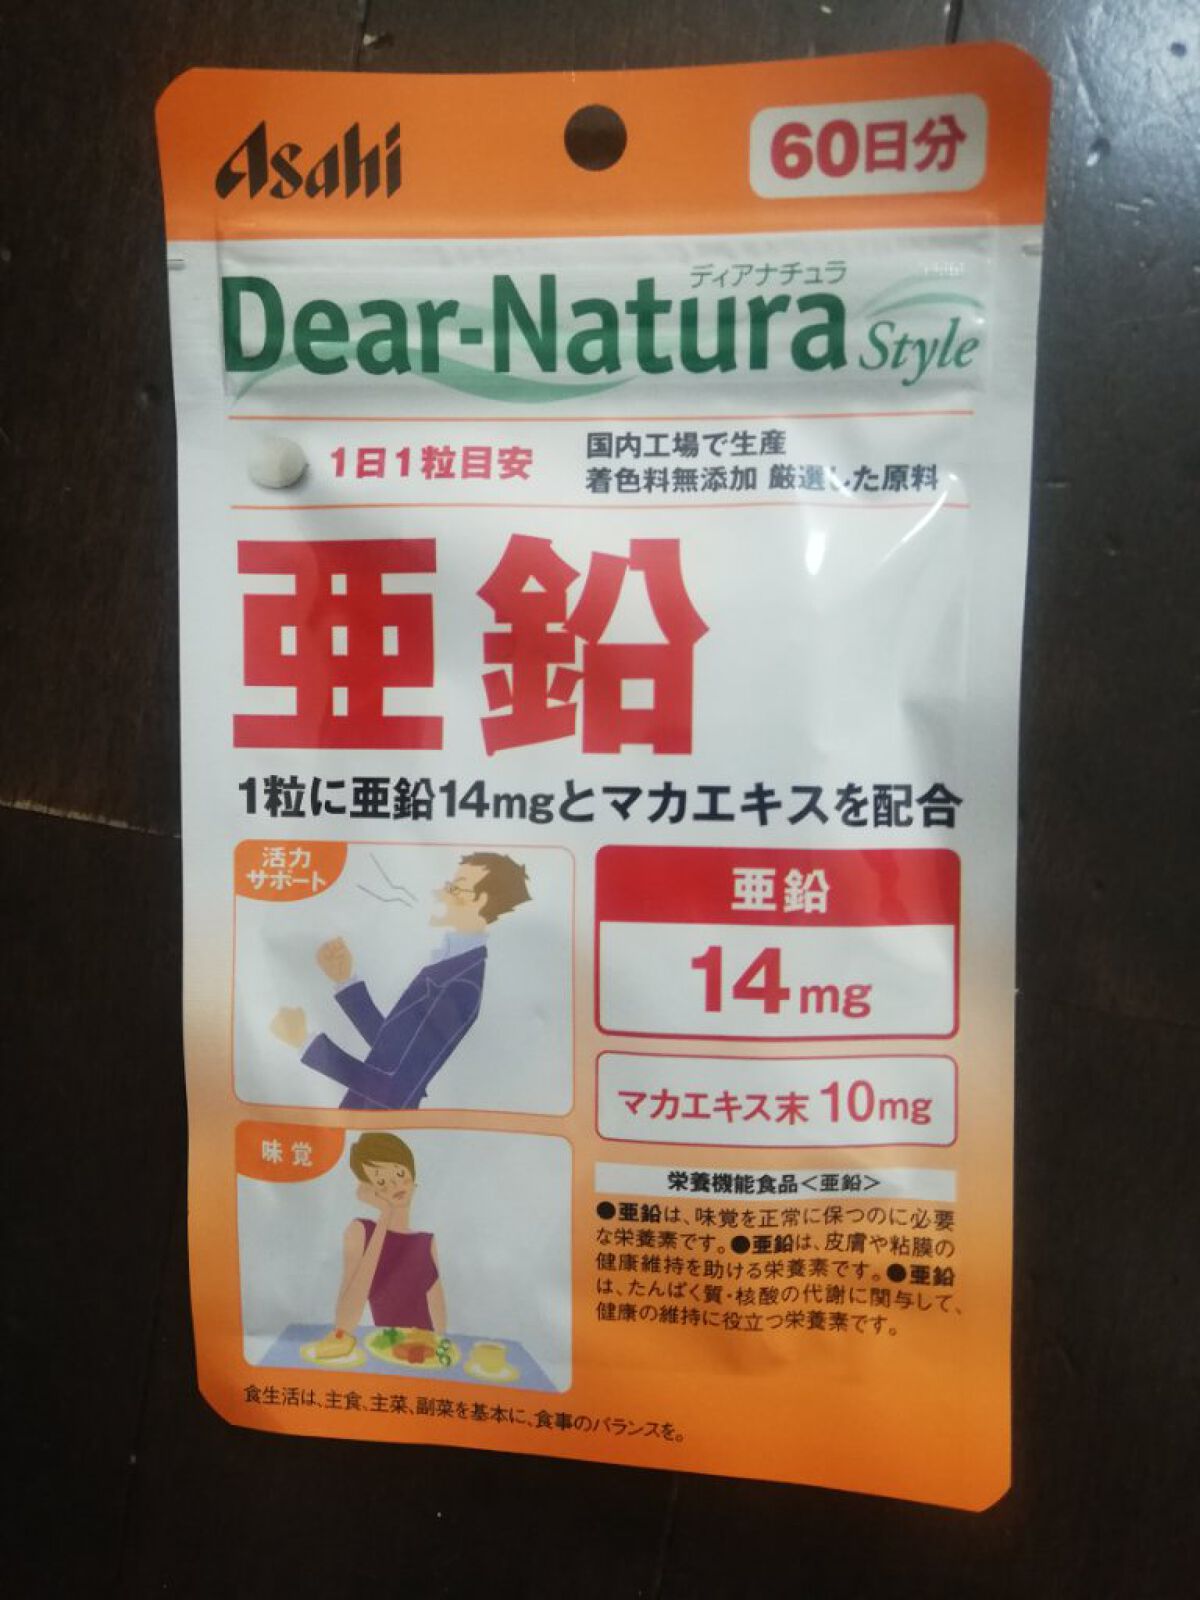 Asahi
60日分
ディアナチュラ
Dear-Natura Style
1日1粒目安
国内工場で生産
着色料無添加 厳選した原料
亜鉛
1粒に亜鉛14mgとマカエキスを配合
活力
サポート
亜鉛
14mg
マカエキス末 10mg
味覚
栄養機能食品<亜鉛>
●亜鉛は、味覚を正常に保つのに必要
な栄養素です。●亜鉛は、皮膚や粘膜の
健康維持を助ける栄養素です。●亜鉛
は、たんぱく質・核酸の代謝に関与して、
健康の維持に役立つ栄養素です。
食生活は、主食、主菜、副菜を基本に、食事のバランスを。